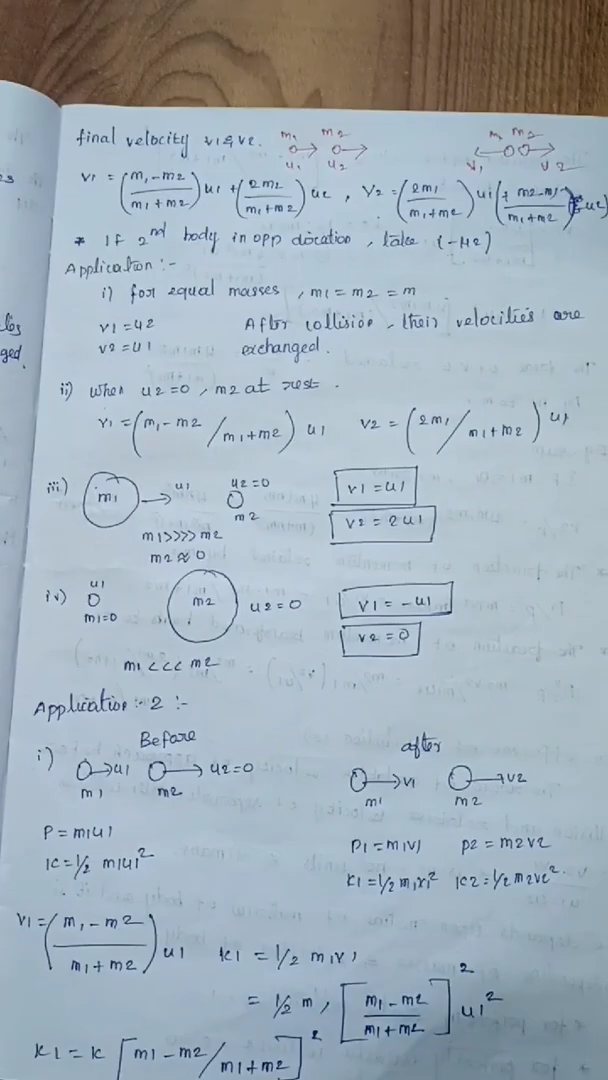 final velocity v1 & v2. m1 m2 m1 m2
u1 u2 v1 v2
v1 = (m1-m2/m1+m2) u1 + (2m2/m1+m2) u2, v2 = (2m1/m1+m2) u1 (+ m2-m1/m1+m2) u2)
* If 2nd body in opp direction, take (-u2)
Application :-
i) for equal masses, m1 = m2 = m
v1 = u2 After collision, their velocities are
v2 = u1 exchanged.
ii) when u2=0, m2 at rest.
v1 = (m1-m2/m1+m2) u1 v2 = (2m1/m1+m2) u1
iii) m1 u1 u2=0 v1 = u1
m2 v2 = 2u1
m1>>>> m2
m2 ≈ 0
iv) u1 m2 u2=0 v1 = -u1
m1=0 v2 = 0
m1 <<< m2
Application :- 2 :-
Before after
i) u1 u2=0 v1 v2
m1 m2 m1 m2
P = m1u1 P1 = m1v1 p2 = m2v2
K = 1/2 m1u1² K1 = 1/2 m1v1² K2 = 1/2 m2v2²
v1 = (m1-m2/m1+m2) u1 K1 = 1/2 m1v1
= 1/2 m1 [m1-m2/m1+m2]² u1²
K1 = K [m1-m2/m1+m2]²
ged.